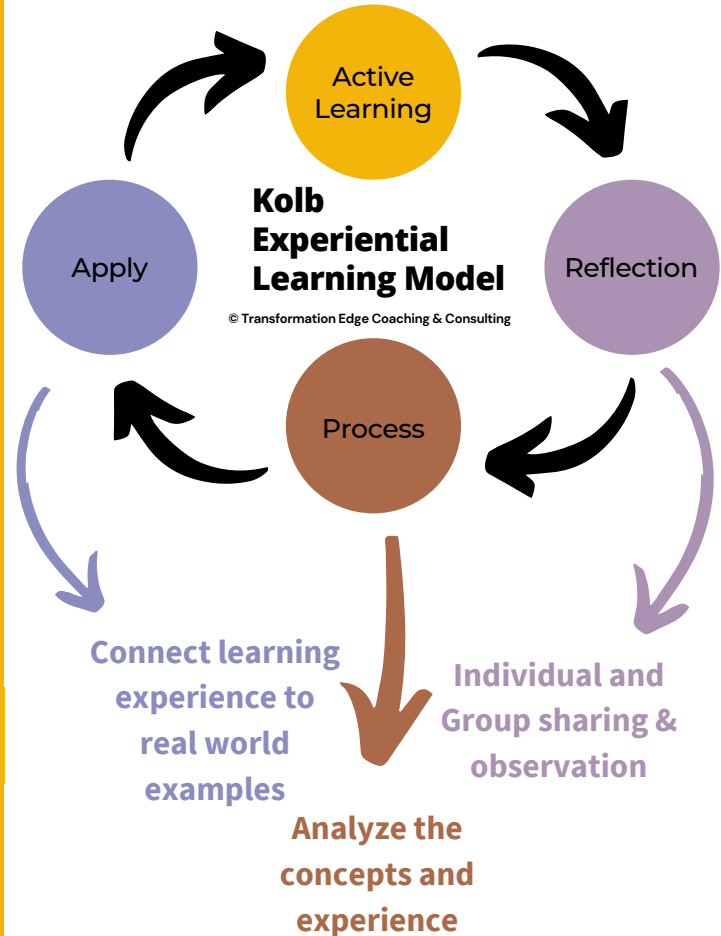 Active
Learning
Kolb
Experiential
Learning Model
© Transformation Edge Coaching & Consulting
Apply
Reflection
Process
Connect learning
experience to
real world
examples
Individual and
Group sharing &
observation
Analyze the
concepts and
experience